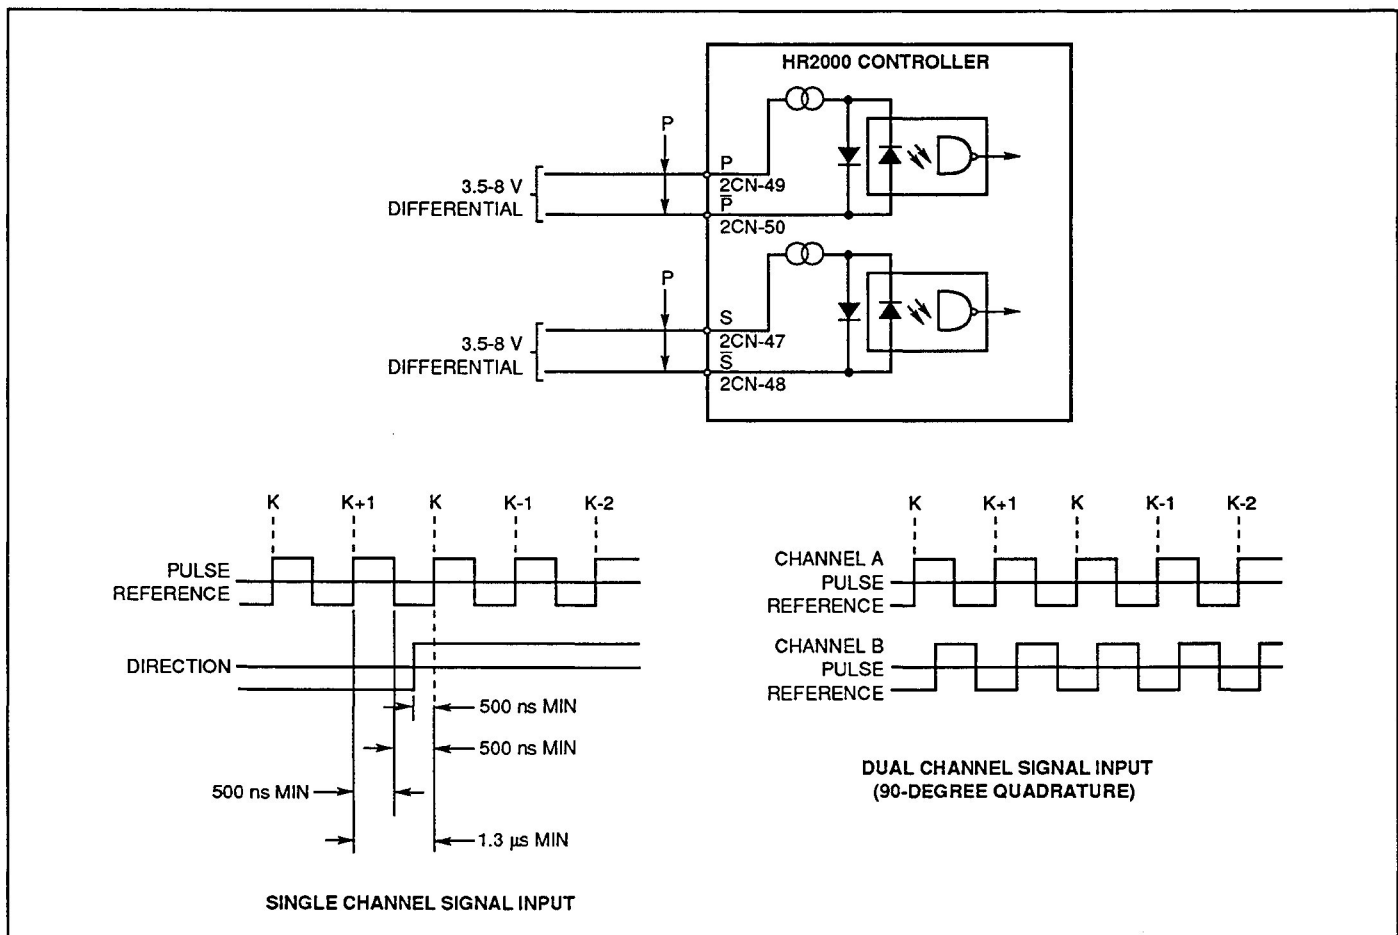 HR2000 CONTROLLER
P
P
2CN-49
P̅
2CN-50
3.5-8 V
DIFFERENTIAL
P
S
2CN-47
S̅
2CN-48
3.5-8 V
DIFFERENTIAL
K K+1 K K-1 K-2
PULSE
REFERENCE
DIRECTION
500 ns MIN
500 ns MIN
500 ns MIN
1.3 µs MIN
SINGLE CHANNEL SIGNAL INPUT
K K+1 K K-1 K-2
CHANNEL A
PULSE
REFERENCE
CHANNEL B
PULSE
REFERENCE
DUAL CHANNEL SIGNAL INPUT
(90-DEGREE QUADRATURE)